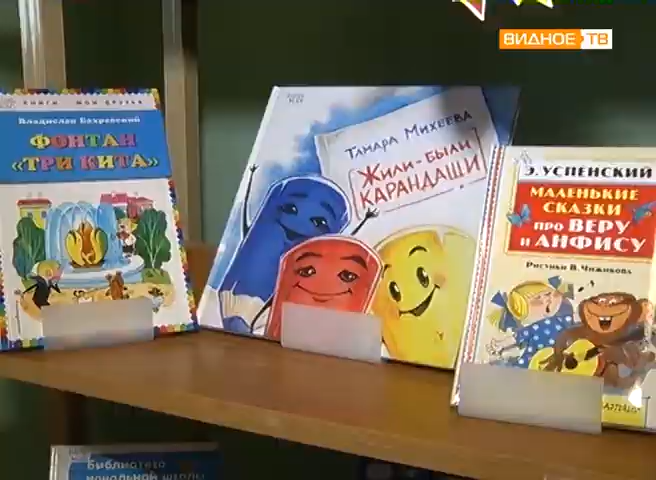 ВИДНОЕ ТВ
КНИГИ МОИ ДРУЗЬЯ
Владислав Бахревский
ФОНТАН
«ТРИ КИТА»
ТАМАРА МИХЕЕВА
ЖИЛИ-БЫЛИ
КАРАНДАШИ
Э. УСПЕНСКИЙ
МАЛЕНЬКИЕ
СКАЗКИ
ПРО ВЕРУ
И АНФИСУ
Рисунки В. Чижикова
Библиотека
начальной школы